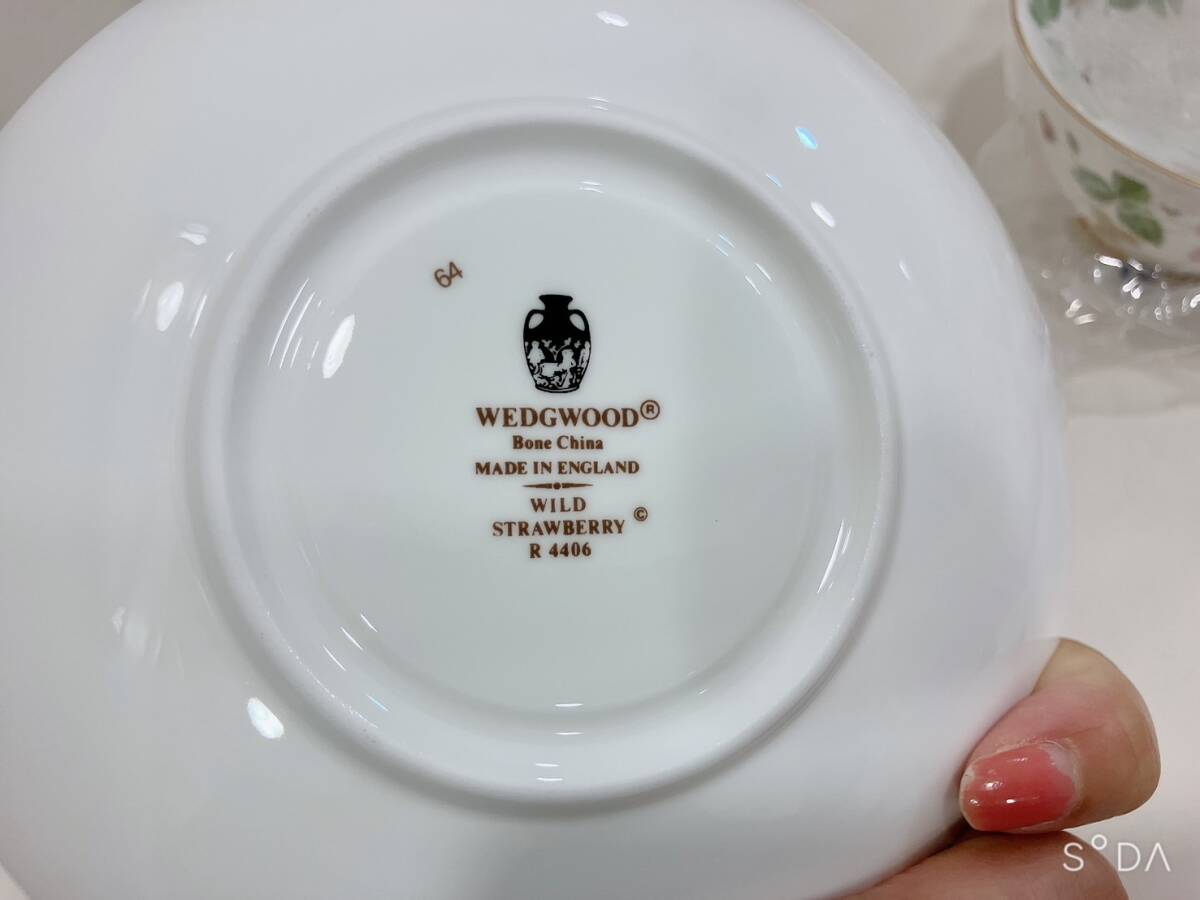 64
WEDGWOOD®
Bone China
MADE IN ENGLAND
WILD
STRAWBERRY ©
R 4406
S°DA